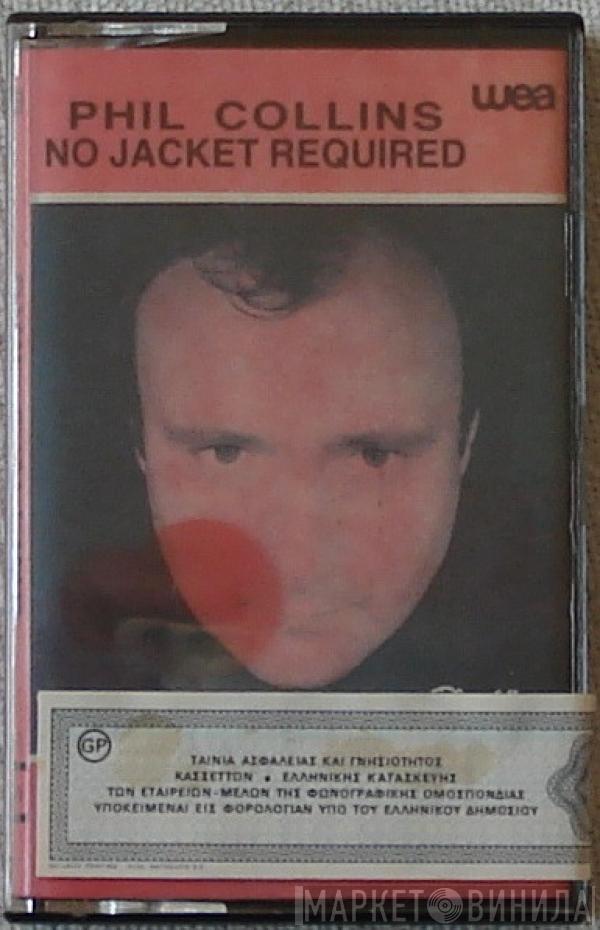 wea
PHIL COLLINS
NO JACKET REQUIRED
GP
ΤΑΙΝΙΑ ΑΣΦΑΛΕΙΑΣ ΚΑΙ ΓΝΗΣΙΟΤΗΤΟΣ
ΚΑΣΣΕΤΤΩΝ • ΕΛΛΗΝΙΚΗΣ ΚΑΤΑΣΚΕΥΗΣ
ΤΩΝ ΕΤΑΙΡΕΙΩΝ-ΜΕΛΩΝ ΤΗΣ ΦΩΝΟΓΡΑΦΙΚΗΣ ΟΜΟΣΠΟΝΔΙΑΣ
ΥΠΟΚΕΙΜΕΝΑΙ ΕΙΣ ΦΟΡΟΛΟΓΙΑΝ ΥΠΟ ΤΟΥ ΕΛΛΗΝΙΚΟΥ ΔΗΜΟΣΙΟΥ
МАРКЕТ ВИНИЛА